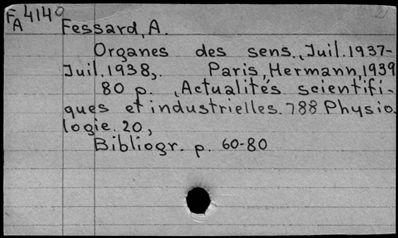 FA 4140
Fessard, A.
Organes des sens., Juil. 1937-
Juil. 1938,. Paris, Hermann, 1939
80 p. , Actualités scientifi-
ques et industrielles. 788 Physio
logie. 20,
Bibliogr. p. 60-80